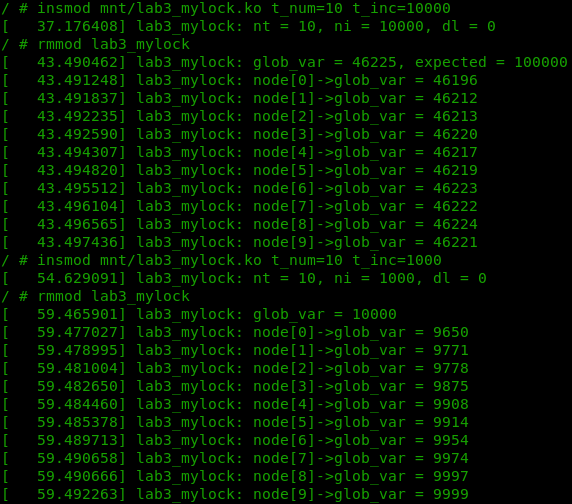 / # insmod mnt/lab3_mylock.ko t_num=10 t_inc=10000
[   37.176408] lab3_mylock: nt = 10, ni = 10000, dl = 0
/ # rmmod lab3_mylock
[   43.490462] lab3_mylock: glob_var = 46225, expected = 100000
[   43.491248] lab3_mylock: node[0]->glob_var = 46196
[   43.491837] lab3_mylock: node[1]->glob_var = 46212
[   43.492235] lab3_mylock: node[2]->glob_var = 46213
[   43.492590] lab3_mylock: node[3]->glob_var = 46220
[   43.494307] lab3_mylock: node[4]->glob_var = 46217
[   43.494820] lab3_mylock: node[5]->glob_var = 46219
[   43.495512] lab3_mylock: node[6]->glob_var = 46223
[   43.496104] lab3_mylock: node[7]->glob_var = 46222
[   43.496565] lab3_mylock: node[8]->glob_var = 46224
[   43.497436] lab3_mylock: node[9]->glob_var = 46221
/ # insmod mnt/lab3_mylock.ko t_num=10 t_inc=1000
[   54.629091] lab3_mylock: nt = 10, ni = 1000, dl = 0
/ # rmmod lab3_mylock
[   59.465901] lab3_mylock: glob_var = 10000
[   59.477027] lab3_mylock: node[0]->glob_var = 9650
[   59.478995] lab3_mylock: node[1]->glob_var = 9771
[   59.481004] lab3_mylock: node[2]->glob_var = 9778
[   59.482650] lab3_mylock: node[3]->glob_var = 9875
[   59.484460] lab3_mylock: node[4]->glob_var = 9908
[   59.485378] lab3_mylock: node[5]->glob_var = 9914
[   59.489713] lab3_mylock: node[6]->glob_var = 9954
[   59.490658] lab3_mylock: node[7]->glob_var = 9974
[   59.490666] lab3_mylock: node[8]->glob_var = 9997
[   59.492263] lab3_mylock: node[9]->glob_var = 9999